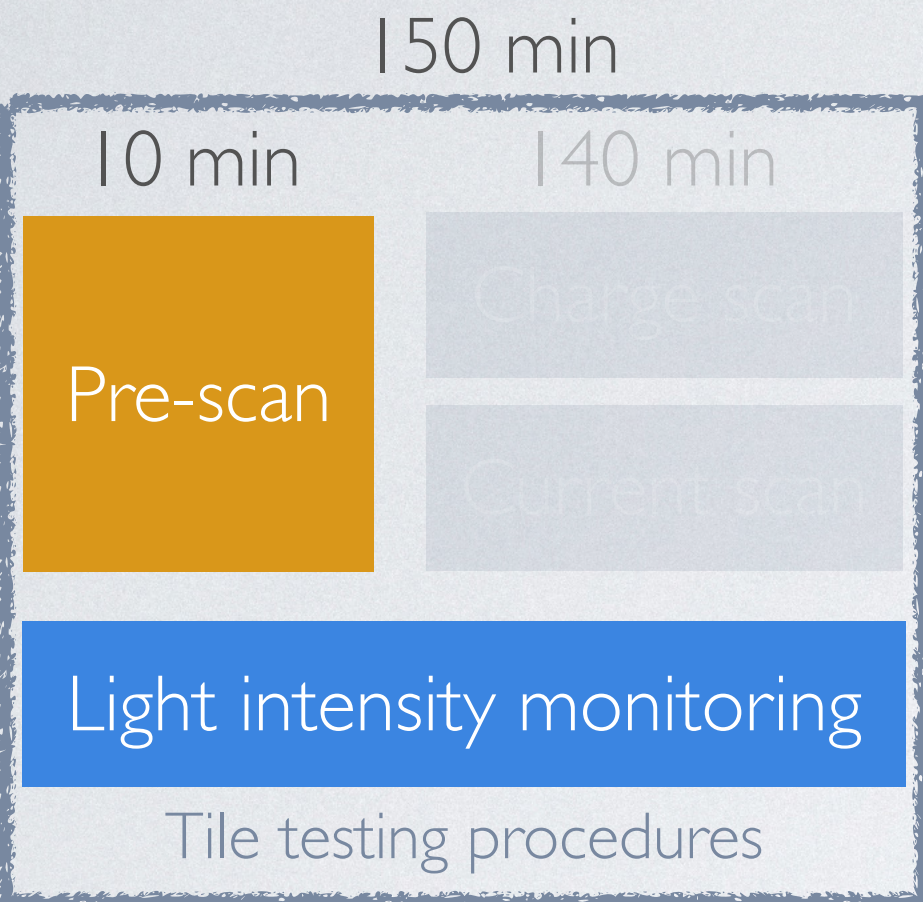 150 min
10 min
140 min
Pre-scan
Charge scan
Current scan
Light intensity monitoring
Tile testing procedures